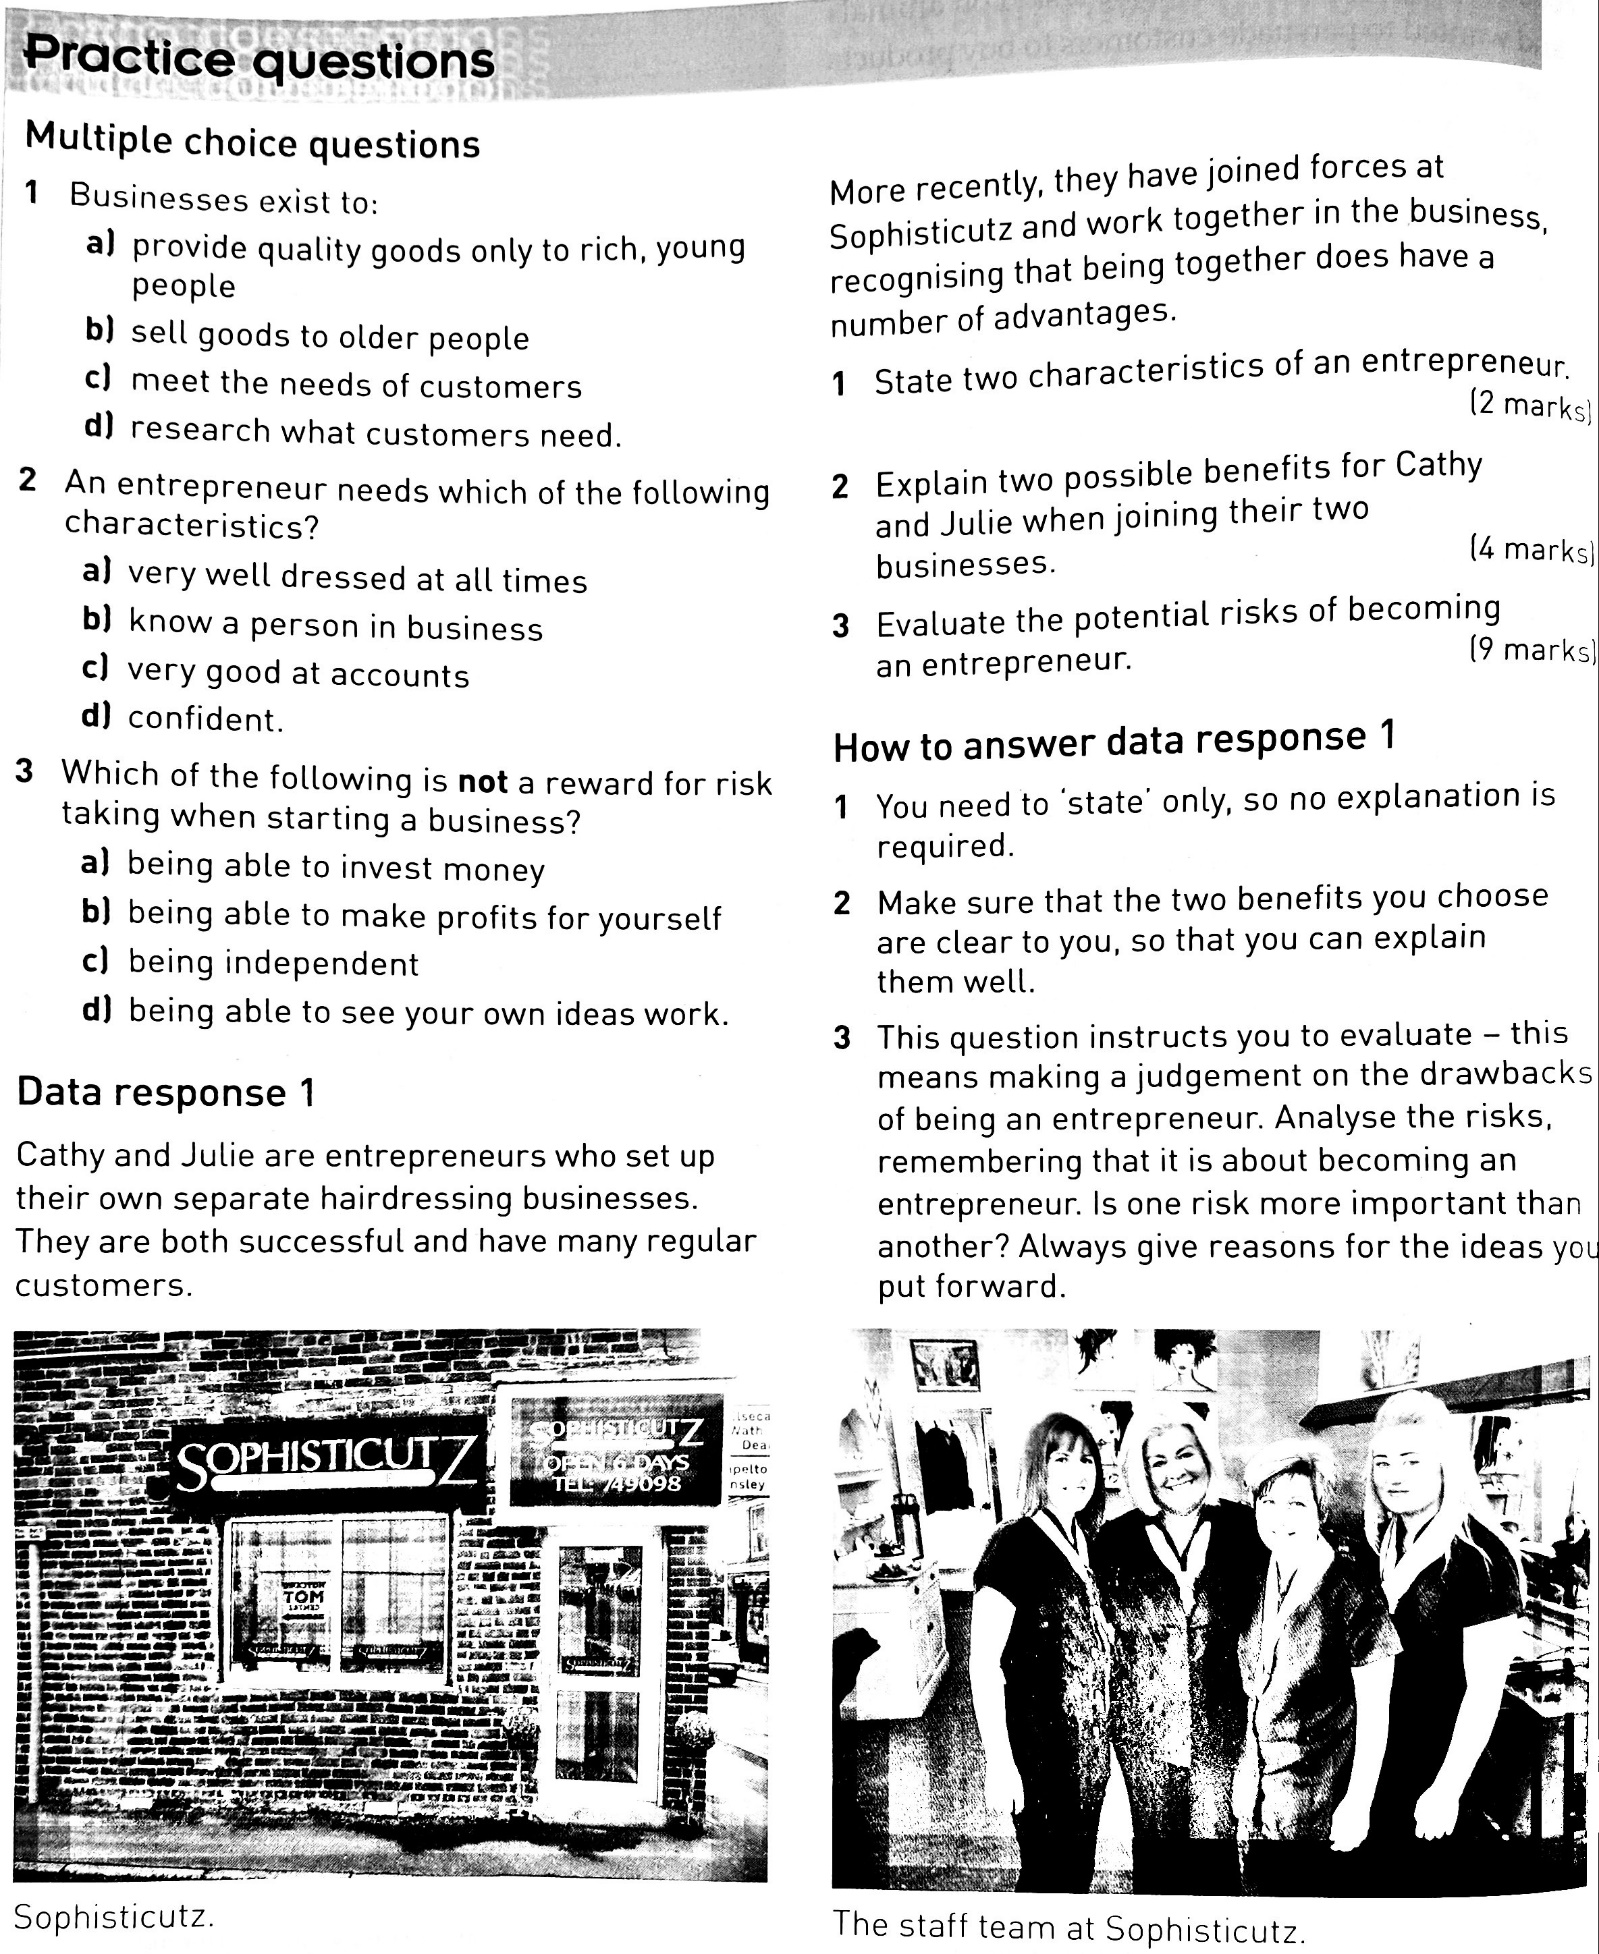 Practice questions
Multiple choice questions
1 Businesses exist to:
a) provide quality goods only to rich, young
people
b) sell goods to older people
c) meet the needs of customers
d) research what customers need.
2 An entrepreneur needs which of the following
characteristics?
a) very well dressed at all times
b) know a person in business
c) very good at accounts
d) confident.
3 Which of the following is not a reward for risk
taking when starting a business?
a) being able to invest money
b) being able to make profits for yourself
c) being independent
d) being able to see your own ideas work.
Data response 1
Cathy and Julie are entrepreneurs who set up
their own separate hairdressing businesses.
They are both successful and have many regular
customers.
SOPHISTICUTZ
SOPHISTICUTZ
OPEN 6 DAYS
TEL: 749098
MOT
Sophisticutz.
More recently, they have joined forces at
Sophisticutz and work together in the business,
recognising that being together does have a
number of advantages.
1 State two characteristics of an entrepreneur.
(2 marks)
2 Explain two possible benefits for Cathy
and Julie when joining their two
businesses.
(4 marks)
3 Evaluate the potential risks of becoming
an entrepreneur.
(9 marks)
How to answer data response 1
1 You need to ‘state’ only, so no explanation is
required.
2 Make sure that the two benefits you choose
are clear to you, so that you can explain
them well.
3 This question instructs you to evaluate – this
means making a judgement on the drawbacks
of being an entrepreneur. Analyse the risks,
remembering that it is about becoming an
entrepreneur. Is one risk more important than
another? Always give reasons for the ideas you
put forward.
The staff team at Sophisticutz.